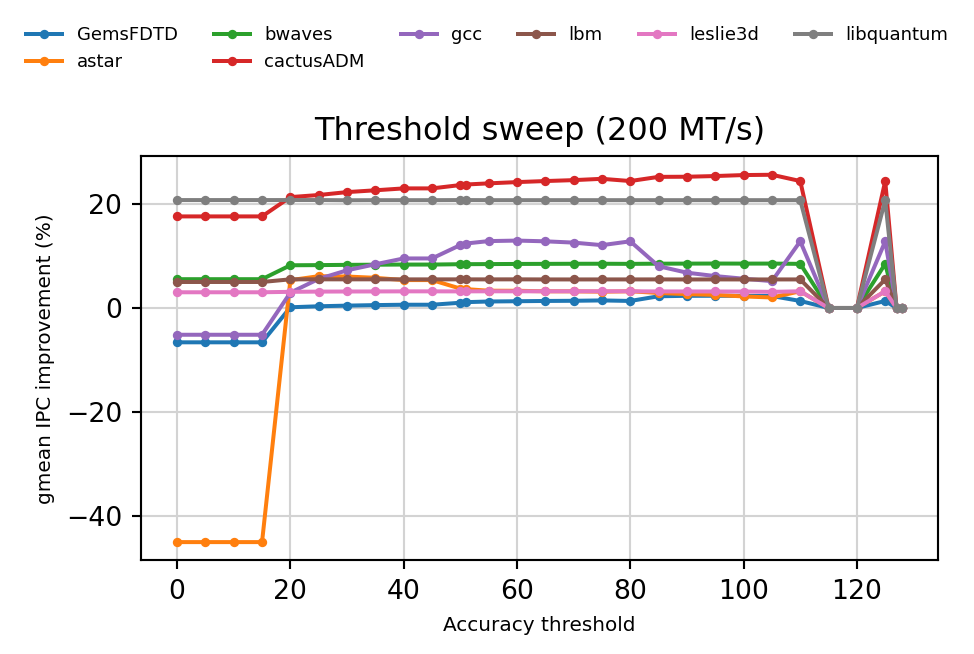 GemsFDTD bwaves gcc lbm leslie3d libquantum
astar cactusADM
Threshold sweep (200 MT/s)
gmean IPC improvement (%)
20
0
−20
−40
0 20 40 60 80 100 120
Accuracy threshold